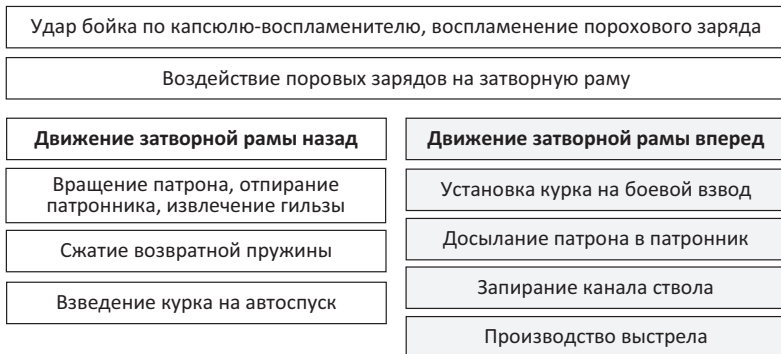 Удар бойка по капсюлю-воспламенителю, воспламенение порохового заряда
Воздействие поровых зарядов на затворную раму
Движение затворной рамы назад
Вращение патрона, отпирание
патронника, извлечение гильзы
Сжатие возвратной пружины
Взведение курка на автоспуск
Движение затворной рамы вперед
Установка курка на боевой взвод
Досылание патрона в патронник
Запирание канала ствола
Производство выстрела